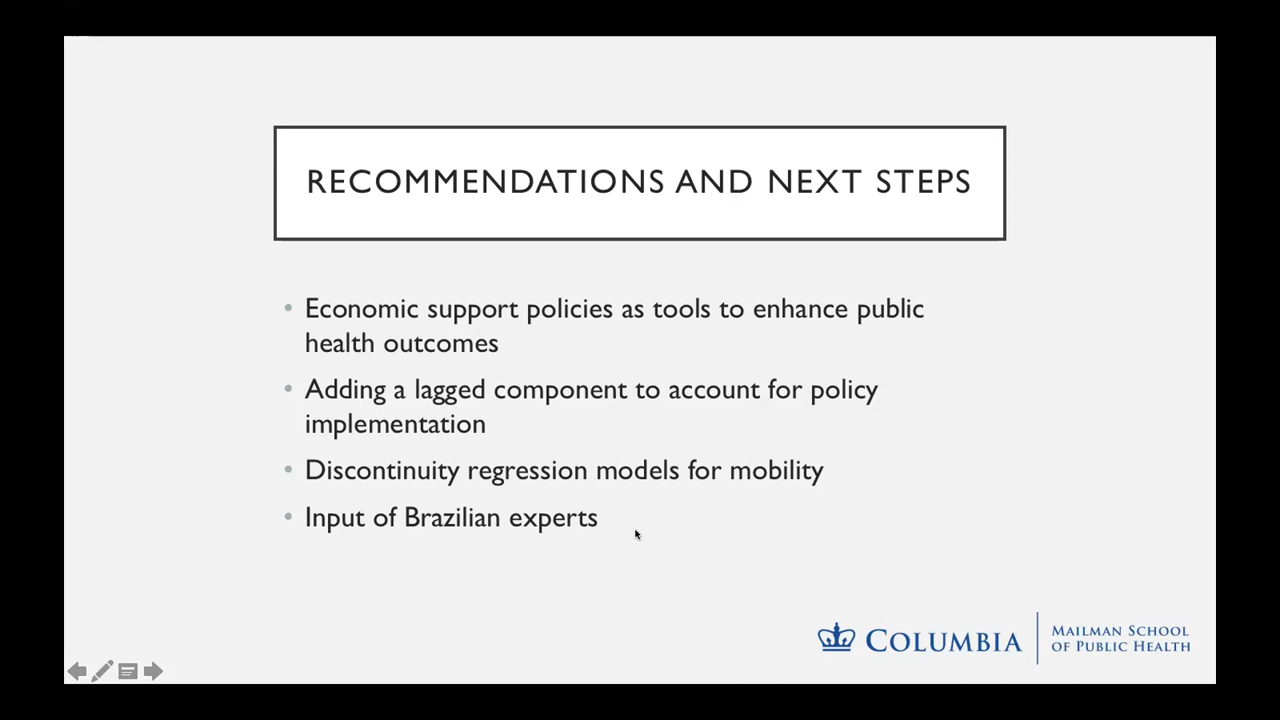 RECOMMENDATIONS AND NEXT STEPS
• Economic support policies as tools to enhance public
health outcomes
• Adding a lagged component to account for policy
implementation
• Discontinuity regression models for mobility
• Input of Brazilian experts
COLUMBIA
MAILMAN SCHOOL
OF PUBLIC HEALTH